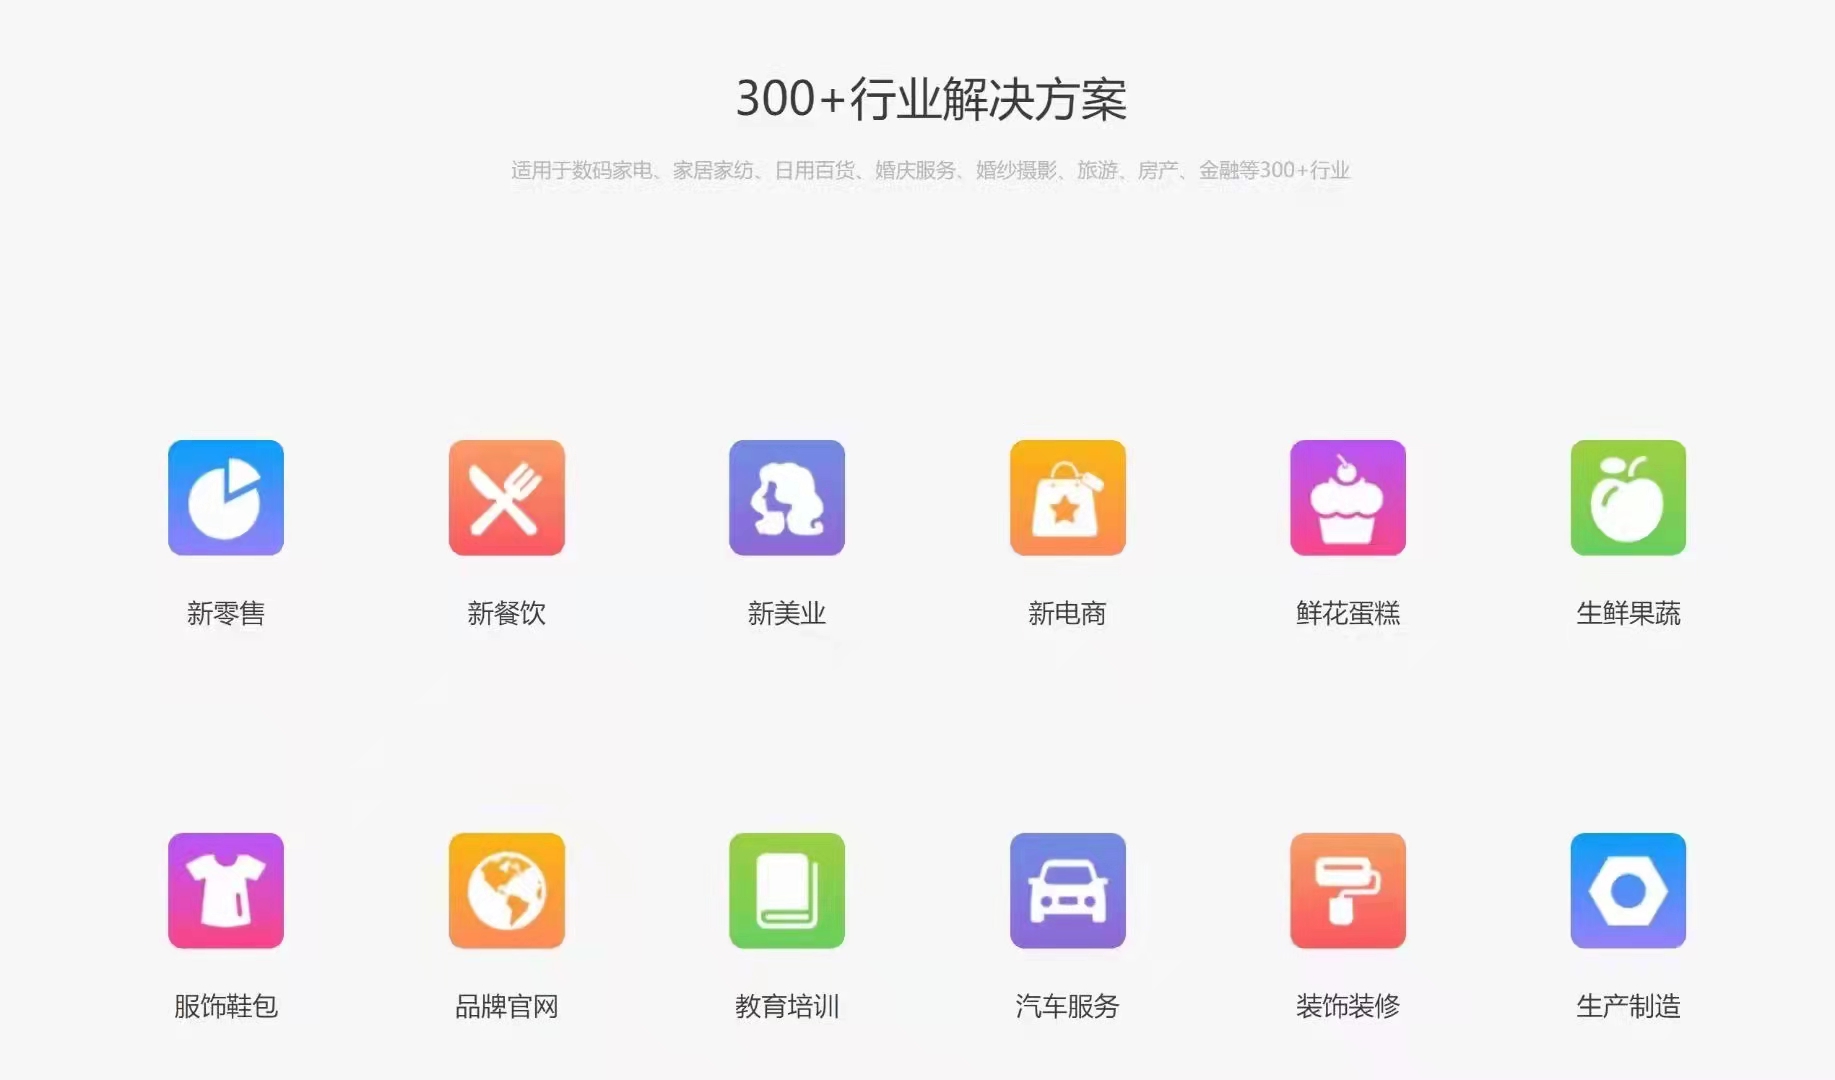 300+行业解决方案
适用于数码家电、家居家纺、日用百货、婚庆服务、婚纱摄影、旅游、房产、金融等300+行业
新零售 新餐饮 新美业 新电商 鲜花蛋糕 生鲜果蔬
服饰鞋包 品牌官网 教育培训 汽车服务 装饰装修 生产制造